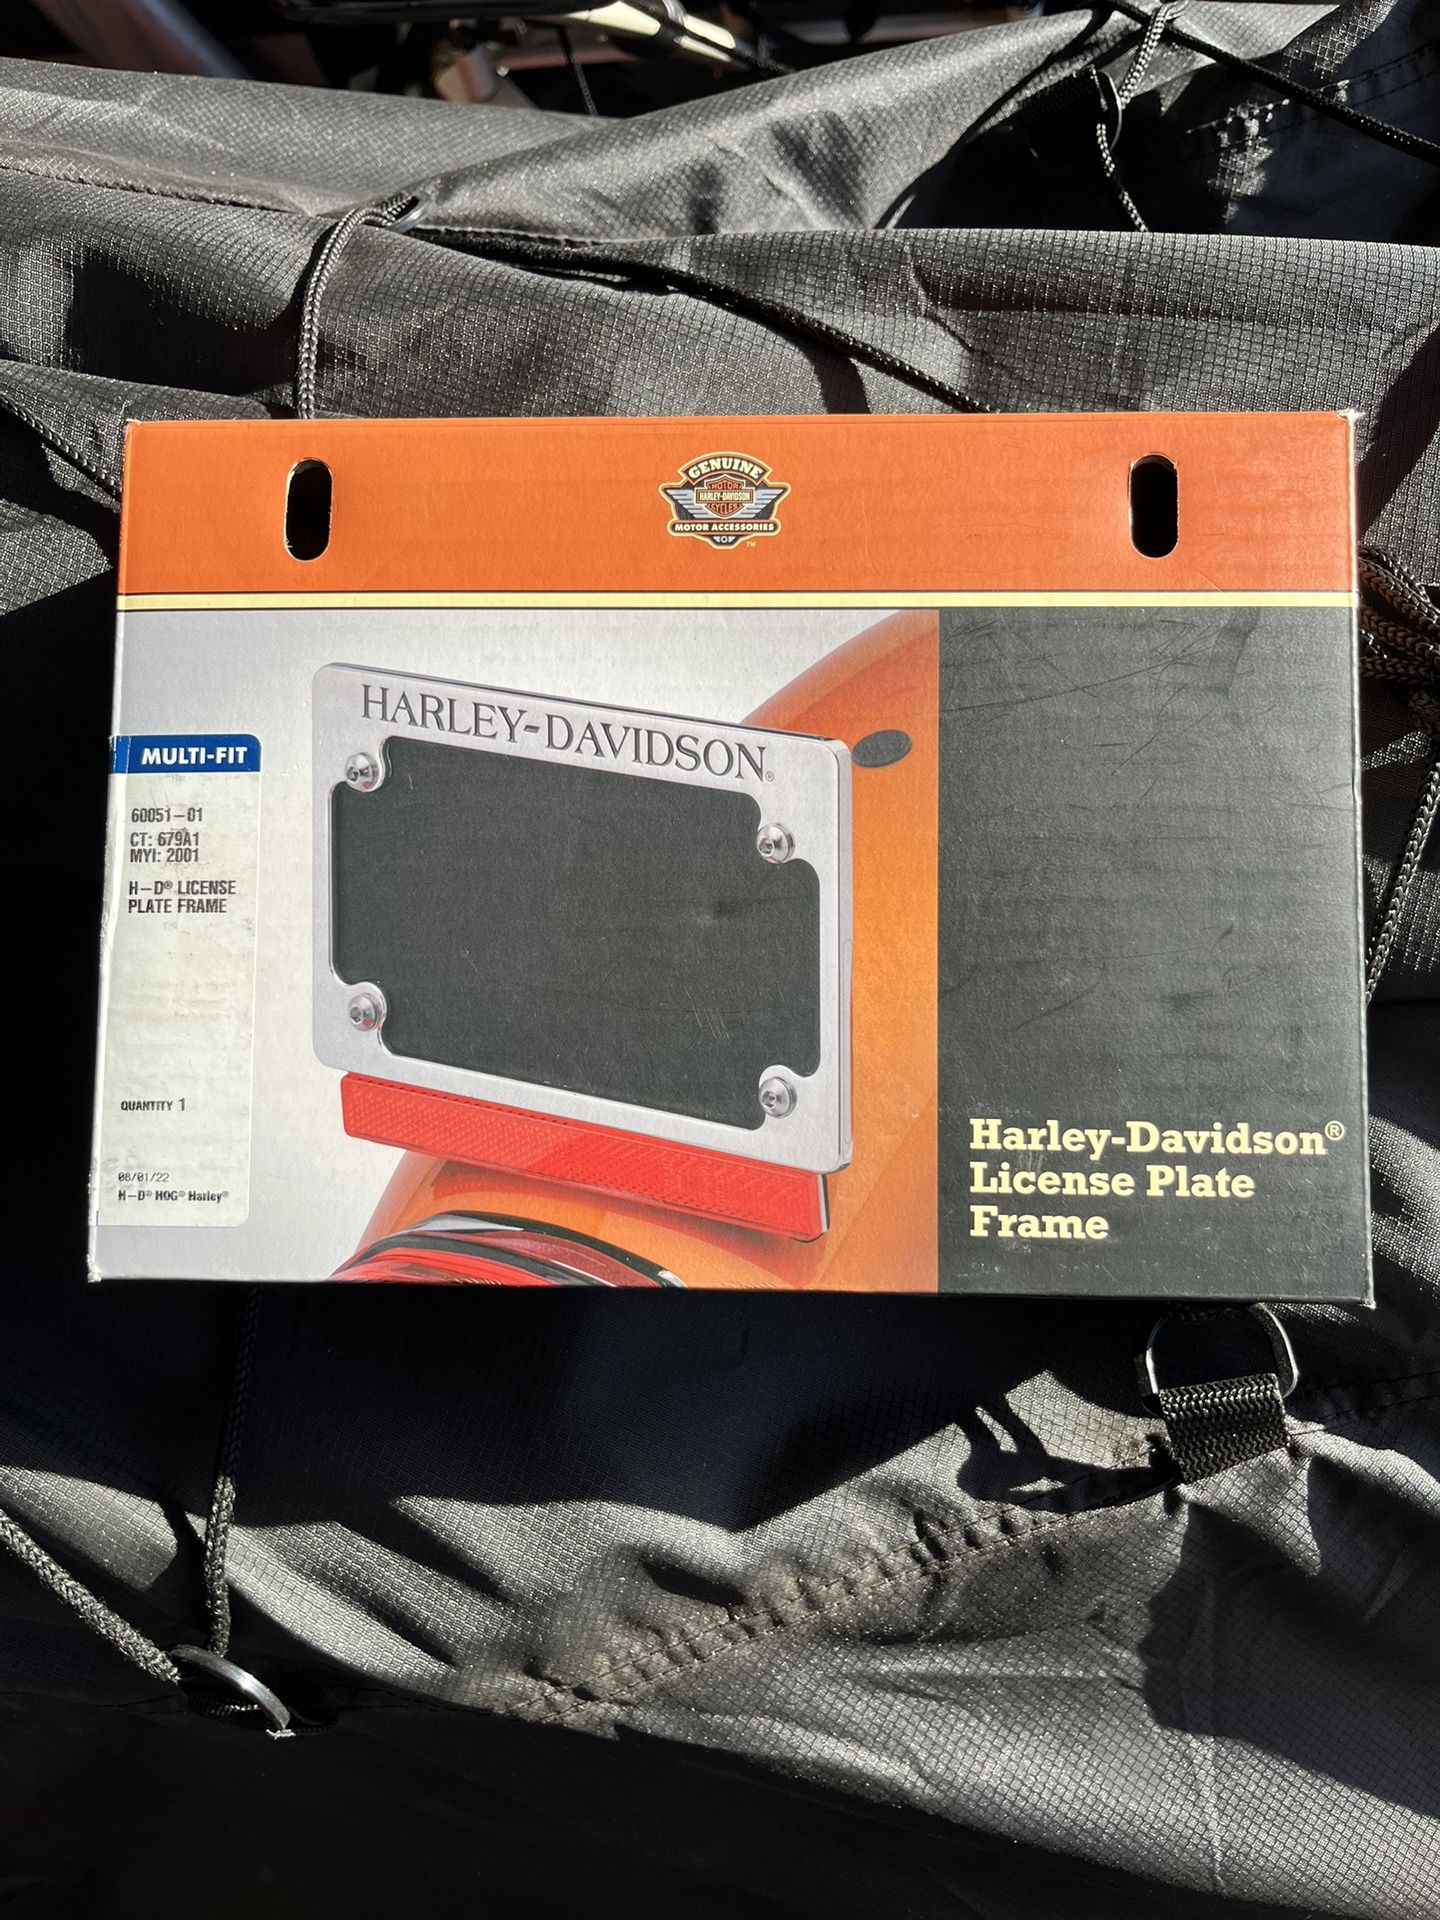 GENUINE
MOTOR
HARLEY-DAVIDSON
CYCLES
MOTOR ACCESSORIES
™
HARLEY-DAVIDSON®
MULTI-FIT
60051-01
CT: 679A1
MYI: 2001
H-D® LICENSE
PLATE FRAME
QUANTITY 1
08/01/22
H-D® HOG® Harley®
Harley-Davidson®
License Plate
Frame